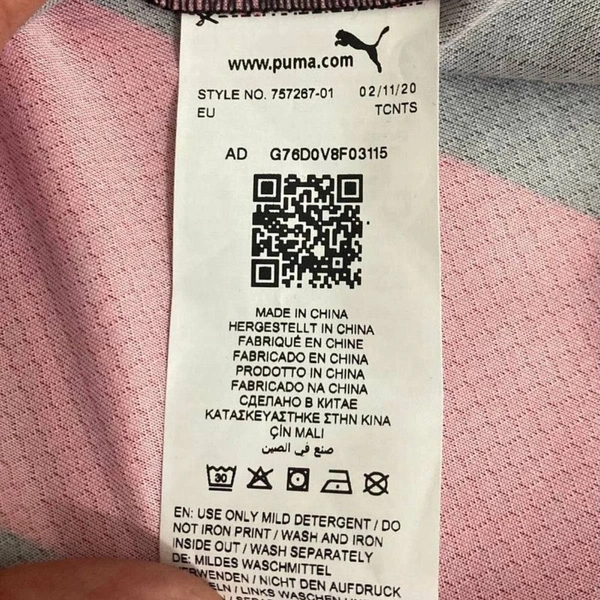 www.puma.com
STYLE NO. 757267-01 02/11/20
EU TCNTS
AD G76D0V8F03115
MADE IN CHINA
HERGESTELLT IN CHINA
FABRIQUÉ EN CHINE
FABRICADO EN CHINA
PRODOTTO IN CHINA
FABRICADO NA CHINA
СДЕЛАНО В КИТАЕ
ΚΑΤΑΣΚΕΥΑΣΤΗΚΕ ΣΤΗΝ ΚΙΝΑ
ÇİN MALI
صنع في الصين
30
EN: USE ONLY MILD DETERGENT / DO
NOT IRON PRINT / WASH AND IRON
INSIDE OUT / WASH SEPARATELY
DE: MILDES WASCHMITTEL
VERWENDEN / NICHT DEN AUFDRUCK